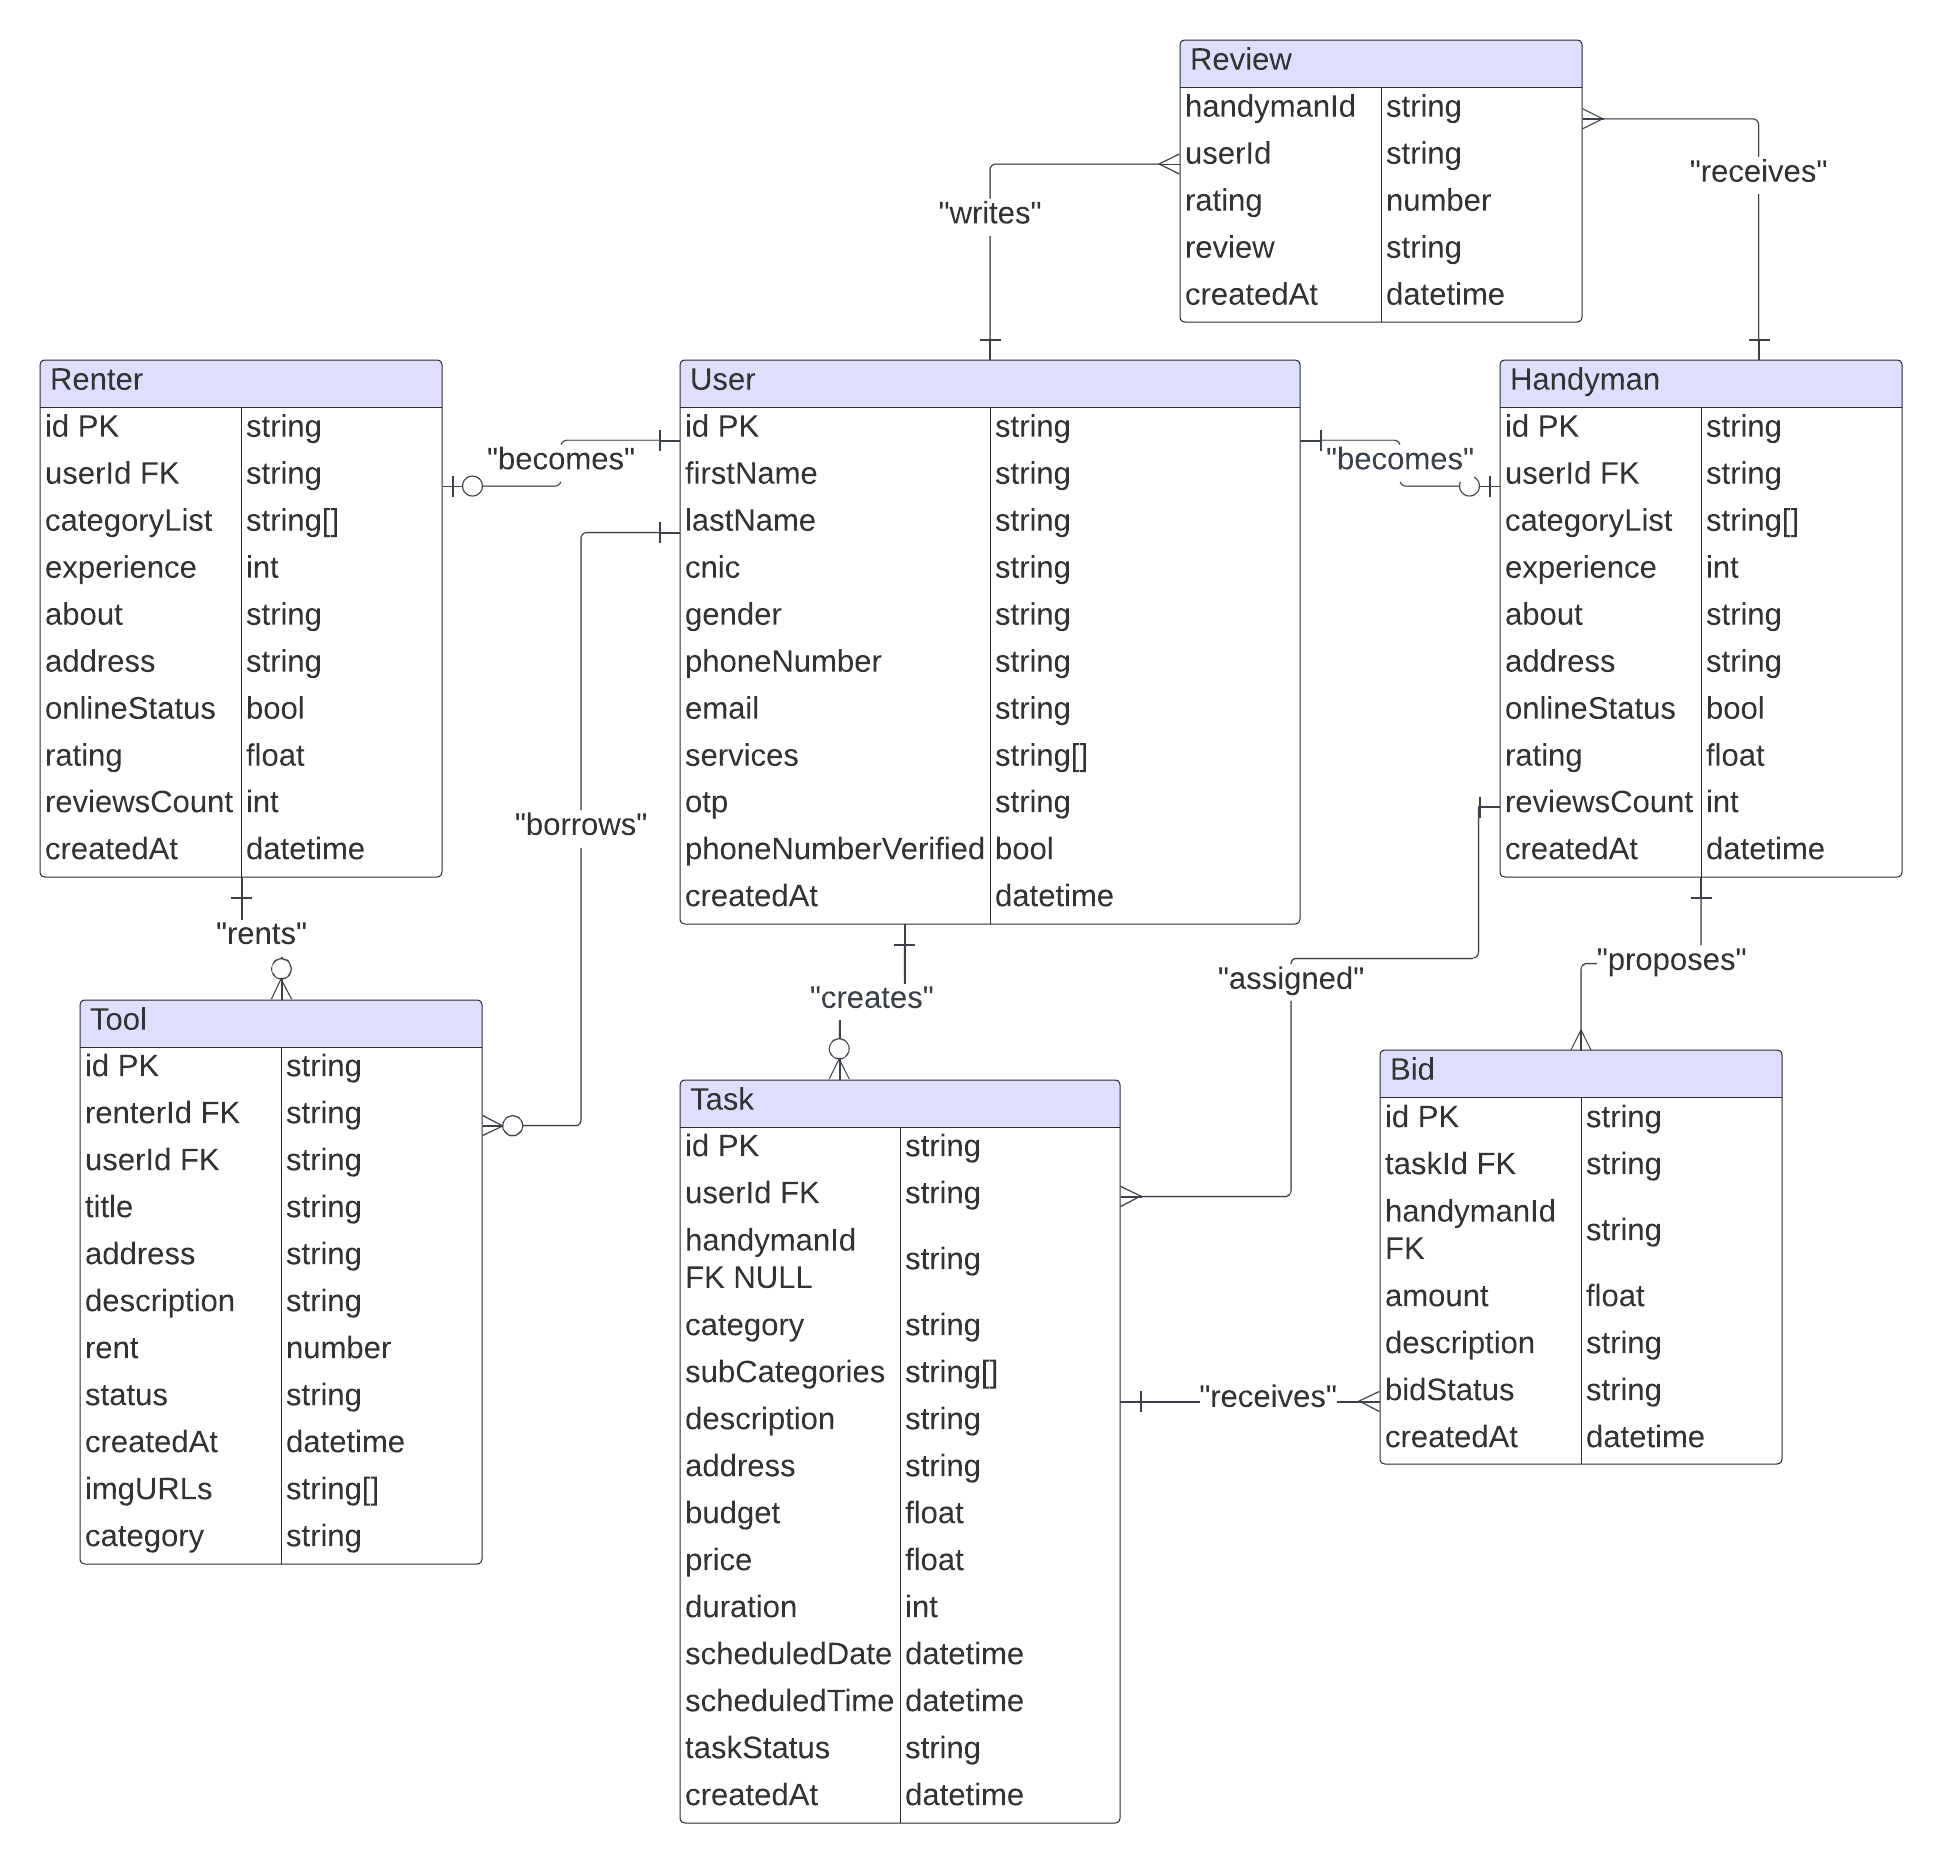 Review
handymanId string
userId string
rating number
review string
createdAt datetime
"writes"
"receives"
Renter
id PK string
userId FK string
categoryList string[]
experience int
about string
address string
onlineStatus bool
rating float
reviewsCount int
createdAt datetime
"becomes"
User
id PK string
firstName string
lastName string
cnic string
gender string
phoneNumber string
email string
services string[]
otp string
phoneNumberVerified bool
createdAt datetime
"becomes"
Handyman
id PK string
userId FK string
categoryList string[]
experience int
about string
address string
onlineStatus bool
rating float
reviewsCount int
createdAt datetime
"borrows"
"rents"
"creates"
"assigned"
"proposes"
Tool
id PK string
renterId FK string
userId FK string
title string
address string
description string
rent number
status string
createdAt datetime
imgURLs string[]
category string
Task
id PK string
userId FK string
handymanId
FK NULL string
category string
subCategories string[]
description string
address string
budget float
price float
duration int
scheduledDate datetime
scheduledTime datetime
taskStatus string
createdAt datetime
"receives"
Bid
id PK string
taskId FK string
handymanId
FK string
amount float
description string
bidStatus string
createdAt datetime